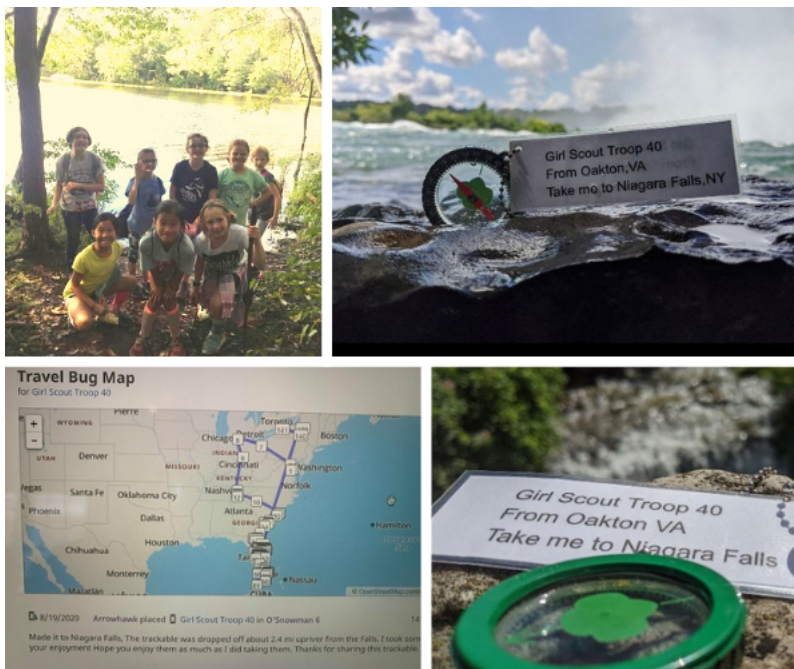 Girl Scout Troop 40
From Oakton,VA
Take me to Niagara Falls,NY
Travel Bug Map
for Girl Scout Troop 40
+
−
WYOMING
Pierre
UTAH
Denver
Chicago
Detroit
Toronto
Boston
INDIAN
Cincinnati
Washington
MISSOURI
KENTUCKY
Norfolk
Vegas
Santa Fe
Oklahoma City
Nashv
Phoenix
Dallas
Atlanta
GEORG
Houston
Hamilton
Chihuahua
Monterrey
Nassau
CUBA
© OpenStreetMap
8/19/2020 Arrowhawk placed Girl Scout Troop 40 in O'Snowman 6
Made it to Niagara Falls, The trackable was dropped off about 2.4 mi upriver from the Falls. I took
your enjoyment Hope you enjoy them as much as I did taking them. Thanks for sharing this trackable
Girl Scout Troop 40
From Oakton VA
Take me to Niagara Falls